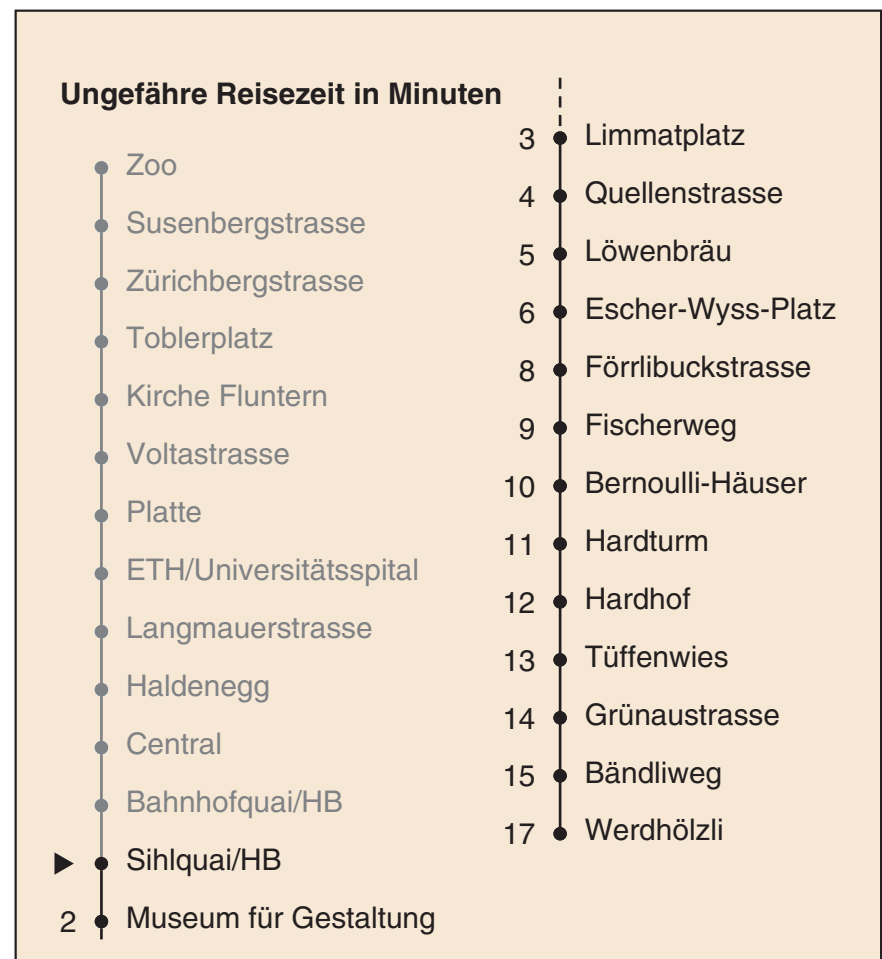 Ungefähre Reisezeit in Minuten
Zoo
Susenbergstrasse
Zürichbergstrasse
Toblerplatz
Kirche Fluntern
Voltastrasse
Platte
ETH/Universitätsspital
Langmauerstrasse
Haldenegg
Central
Bahnhofquai/HB
Sihlquai/HB
2 Museum für Gestaltung
3 Limmatplatz
4 Quellenstrasse
5 Löwenbräu
6 Escher-Wyss-Platz
8 Förrlibuckstrasse
9 Fischerweg
10 Bernoulli-Häuser
11 Hardturm
12 Hardhof
13 Tüffenwies
14 Grünaustrasse
15 Bändliweg
17 Werdhölzli